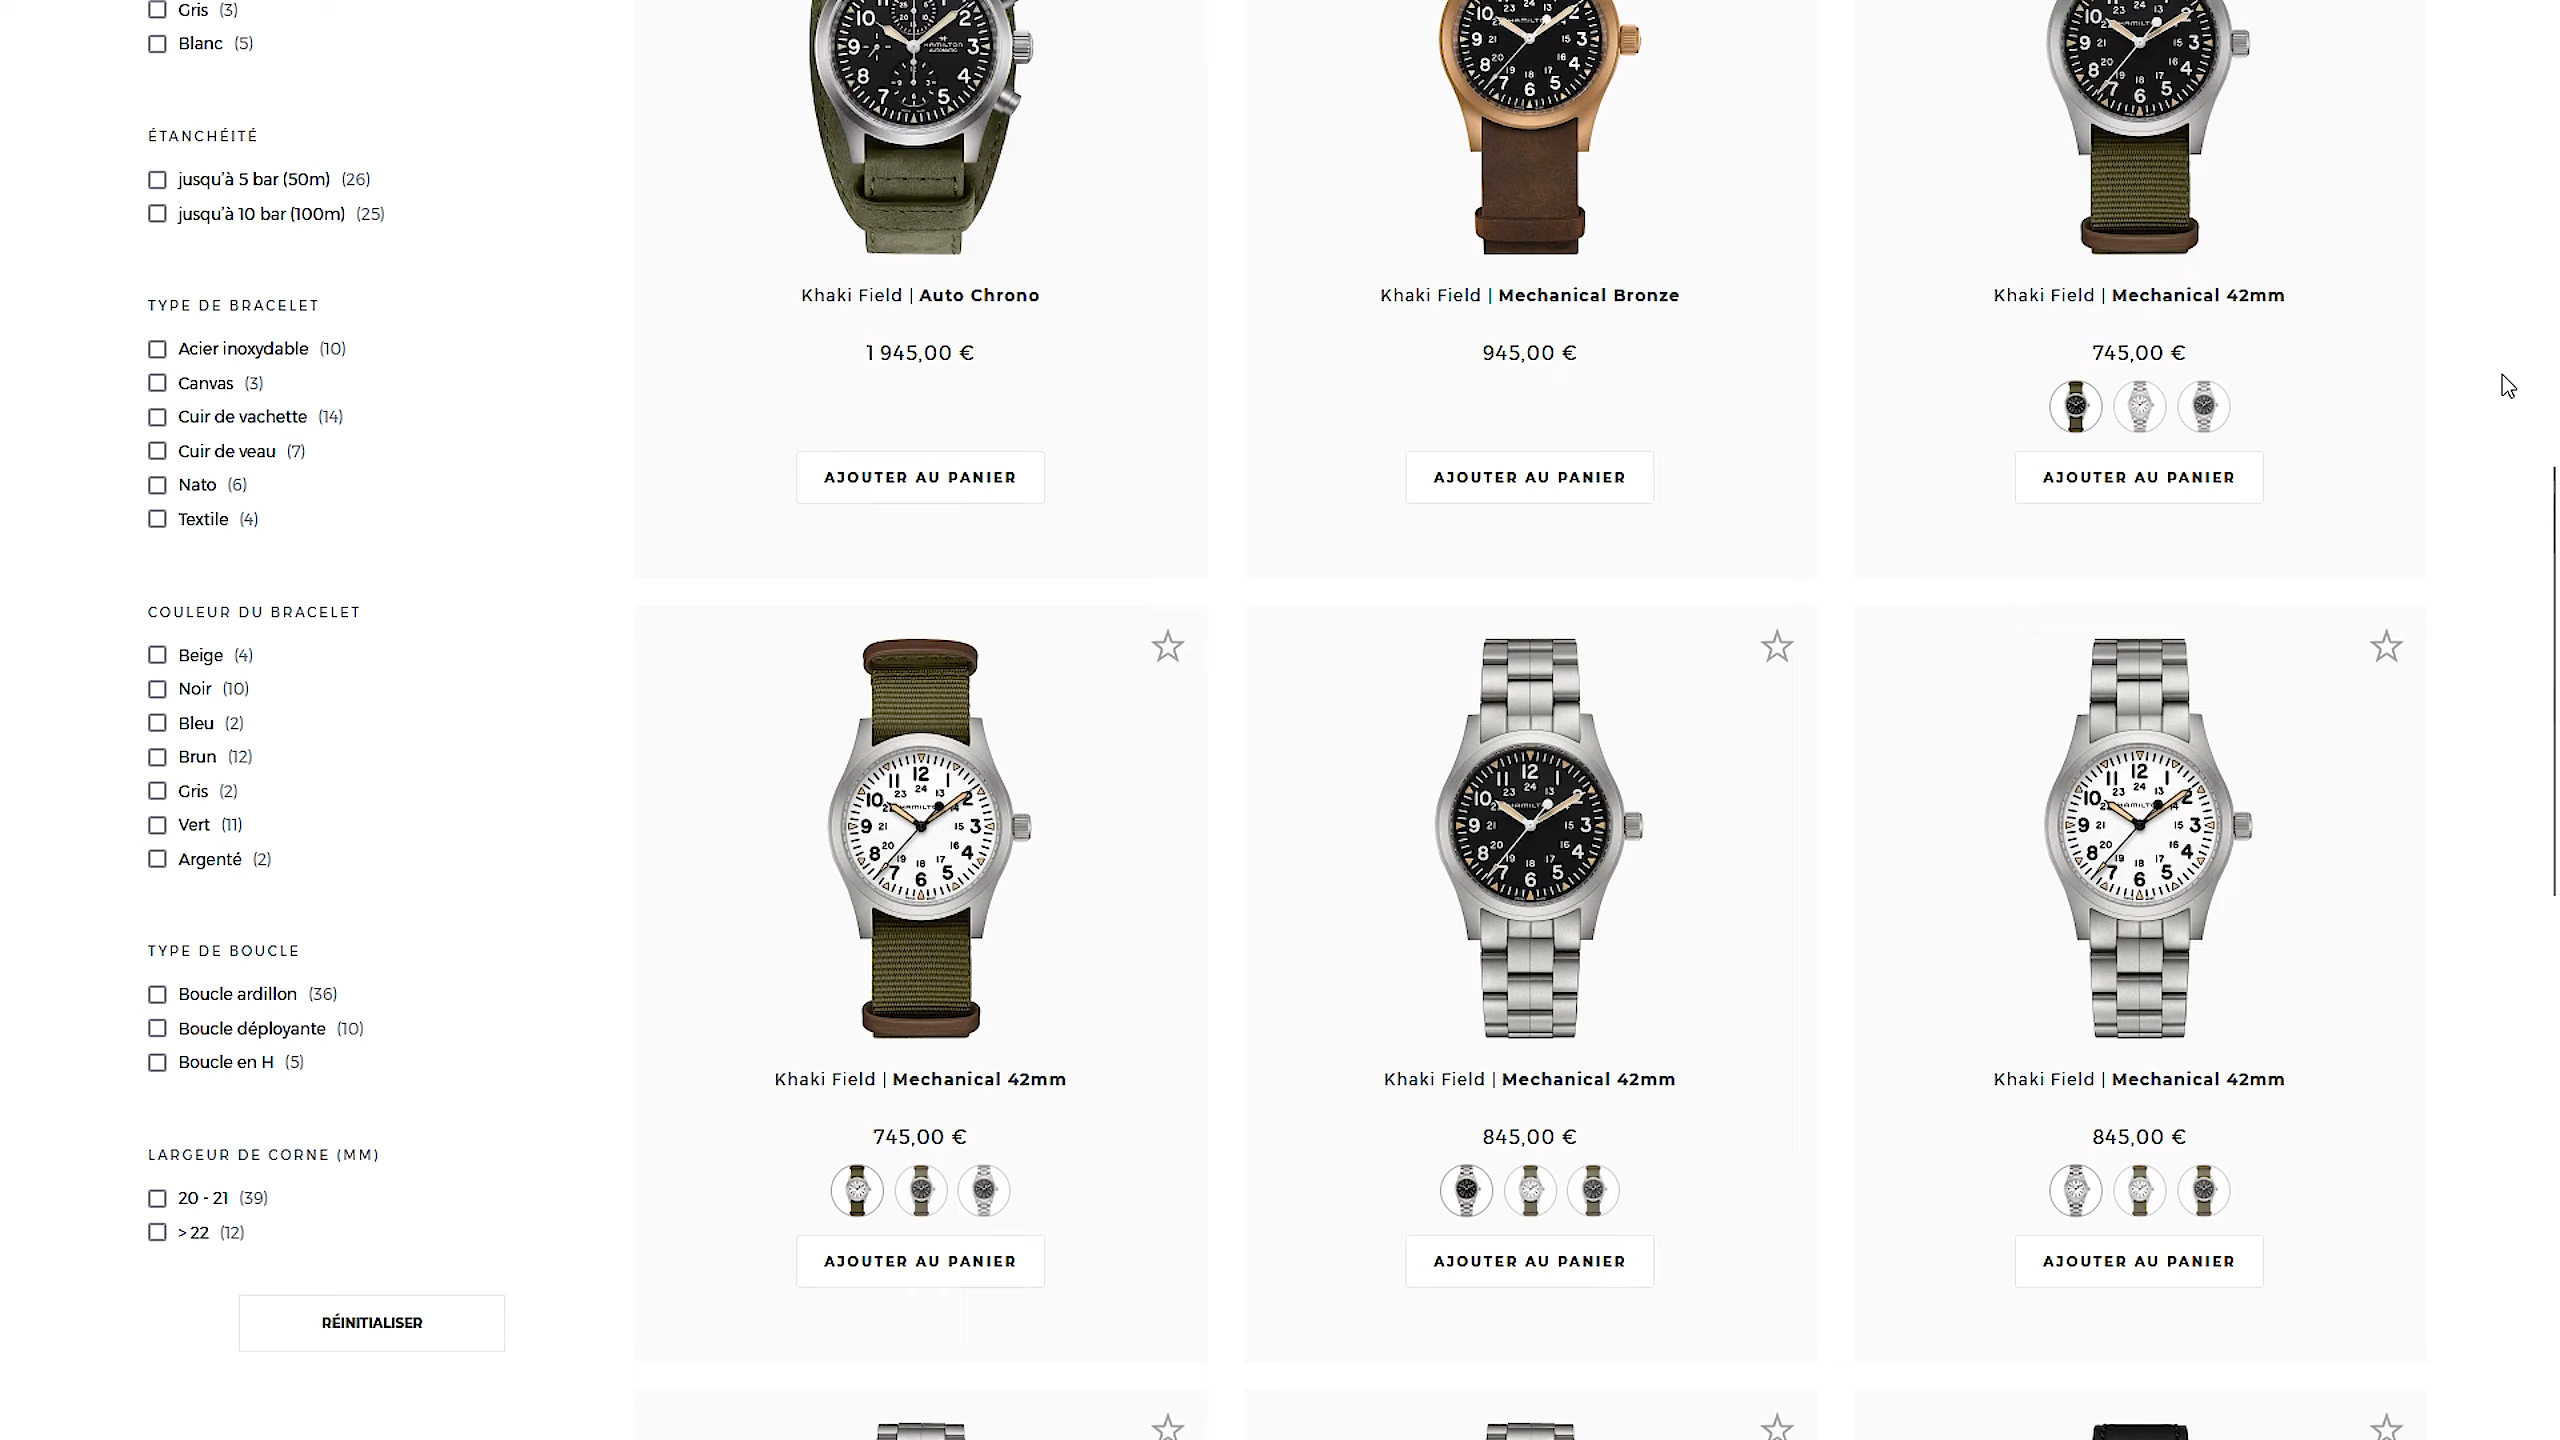 Gris (3)
Blanc (5)
ÉTANCHÉITÉ
jusqu'à 5 bar (50m) (26)
jusqu'à 10 bar (100m) (25)
TYPE DE BRACELET
Acier inoxydable (10)
Canvas (3)
Cuir de vachette (14)
Cuir de veau (7)
Nato (6)
Textile (4)
COULEUR DU BRACELET
Beige (4)
Noir (10)
Bleu (2)
Brun (12)
Gris (2)
Vert (11)
Argenté (2)
TYPE DE BOUCLE
Boucle ardillon (36)
Boucle déployante (10)
Boucle en H (5)
LARGEUR DE CORNE (MM)
20 - 21 (39)
> 22 (12)
RÉINITIALISER
Khaki Field | Auto Chrono
1 945,00 €
AJOUTER AU PANIER
Khaki Field | Mechanical Bronze
945,00 €
AJOUTER AU PANIER
Khaki Field | Mechanical 42mm
745,00 €
AJOUTER AU PANIER
Khaki Field | Mechanical 42mm
745,00 €
AJOUTER AU PANIER
Khaki Field | Mechanical 42mm
845,00 €
AJOUTER AU PANIER
Khaki Field | Mechanical 42mm
845,00 €
AJOUTER AU PANIER